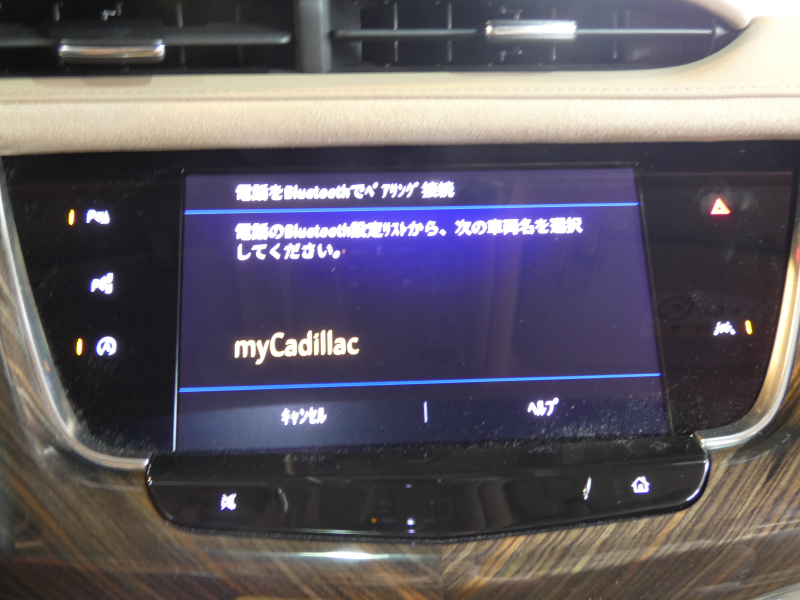 電話をBluetoothでﾍﾟｱﾘﾝｸﾞ接続
電話のBluetooth設定ﾘｽﾄから、次の車両名を選択
してください。
myCadillac
ｷｬﾝｾﾙ
ﾍﾙﾌﾟ